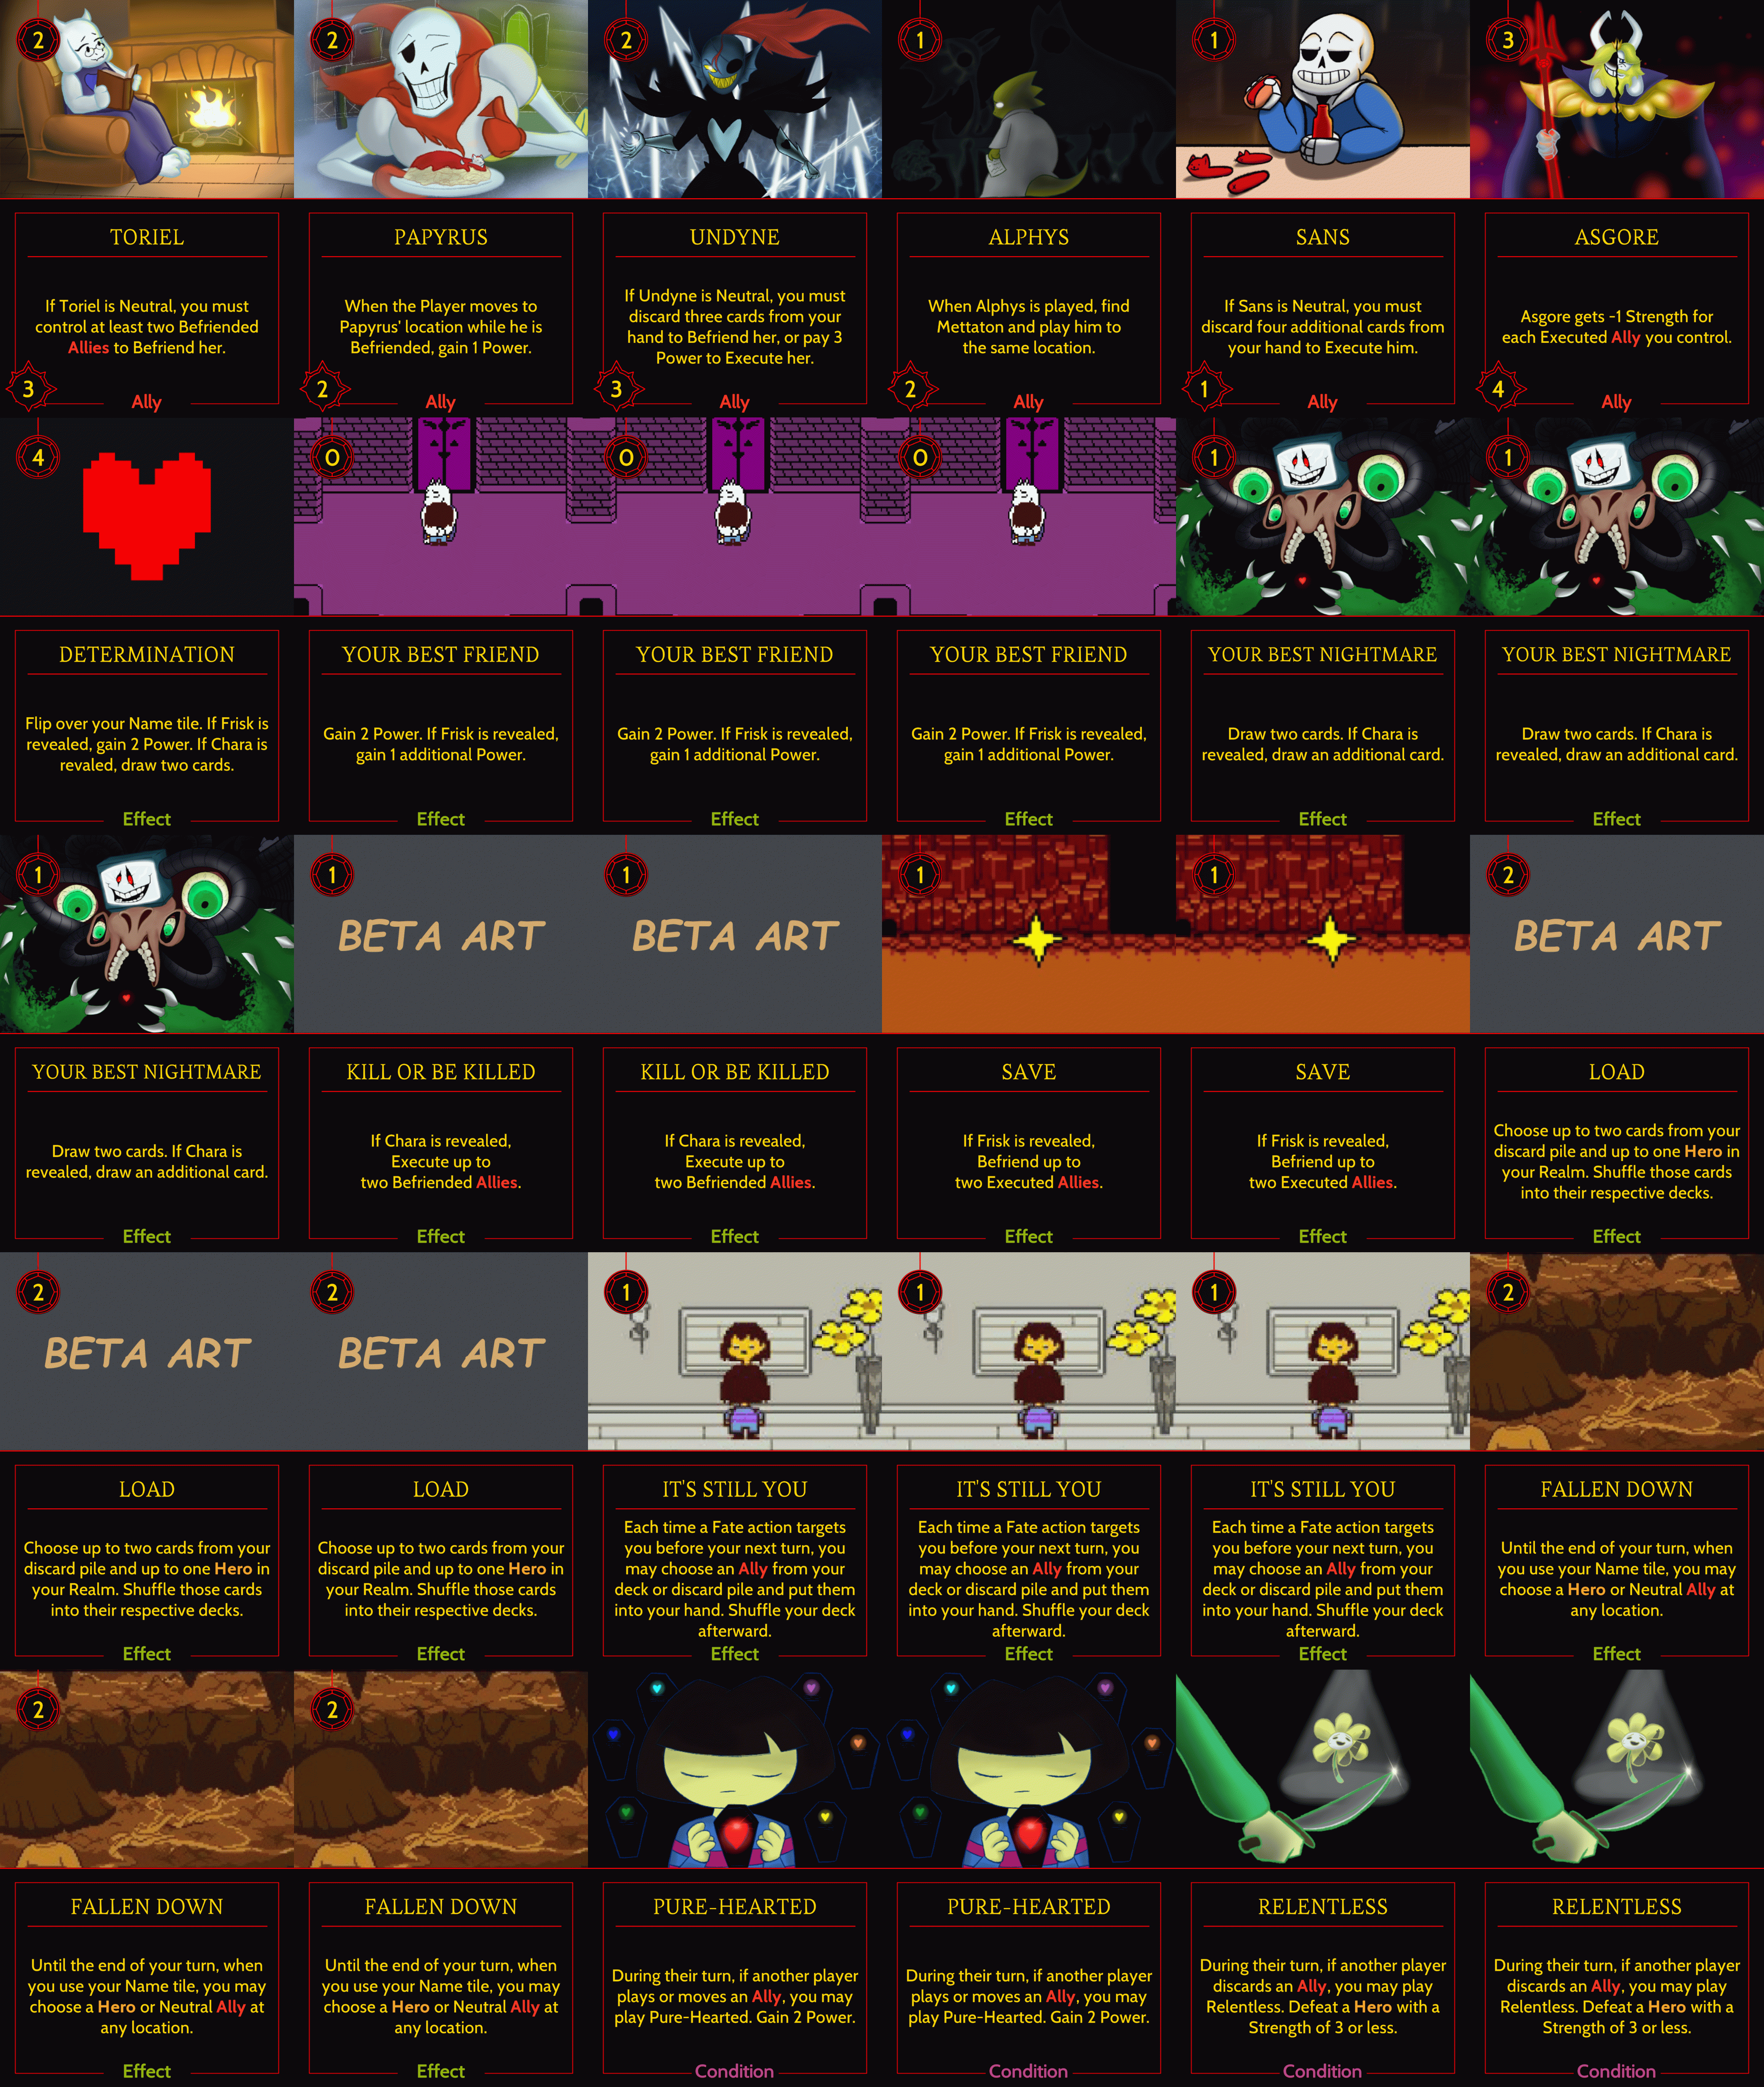 2
2
2
1
1
3
TORIEL
If Toriel is Neutral, you must
control at least two Befriended
Allies to Befriend her.
3
Ally
PAPYRUS
When the Player moves to
Papyrus' location while he is
Befriended, gain 1 Power.
2
Ally
UNDYNE
If Undyne is Neutral, you must
discard three cards from your
hand to Befriend her, or pay 3
Power to Execute her.
3
Ally
ALPHYS
When Alphys is played, find
Mettaton and play him to
the same location.
2
Ally
SANS
If Sans is Neutral, you must
discard four additional cards from
your hand to Execute him.
1
Ally
ASGORE
Asgore gets -1 Strength for
each Executed Ally you control.
4
Ally
4
0
0
0
1
1
DETERMINATION
Flip over your Name tile. If Frisk is
revealed, gain 2 Power. If Chara is
revaled, draw two cards.
Effect
YOUR BEST FRIEND
Gain 2 Power. If Frisk is revealed,
gain 1 additional Power.
Effect
YOUR BEST FRIEND
Gain 2 Power. If Frisk is revealed,
gain 1 additional Power.
Effect
YOUR BEST FRIEND
Gain 2 Power. If Frisk is revealed,
gain 1 additional Power.
Effect
YOUR BEST NIGHTMARE
Draw two cards. If Chara is
revealed, draw an additional card.
Effect
YOUR BEST NIGHTMARE
Draw two cards. If Chara is
revealed, draw an additional card.
Effect
1
1
BETA ART
1
BETA ART
1
1
2
BETA ART
YOUR BEST NIGHTMARE
Draw two cards. If Chara is
revealed, draw an additional card.
Effect
KILL OR BE KILLED
If Chara is revealed,
Execute up to
two Befriended Allies.
Effect
KILL OR BE KILLED
If Chara is revealed,
Execute up to
two Befriended Allies.
Effect
SAVE
If Frisk is revealed,
Befriend up to
two Executed Allies.
Effect
SAVE
If Frisk is revealed,
Befriend up to
two Executed Allies.
Effect
LOAD
Choose up to two cards from your
discard pile and up to one Hero in
your Realm. Shuffle those cards
into their respective decks.
Effect
2
BETA ART
2
BETA ART
1
1
1
2
LOAD
Choose up to two cards from your
discard pile and up to one Hero in
your Realm. Shuffle those cards
into their respective decks.
Effect
LOAD
Choose up to two cards from your
discard pile and up to one Hero in
your Realm. Shuffle those cards
into their respective decks.
Effect
IT'S STILL YOU
Each time a Fate action targets
you before your next turn, you
may choose an Ally from your
deck or discard pile and put them
into your hand. Shuffle your deck
afterward.
Effect
IT'S STILL YOU
Each time a Fate action targets
you before your next turn, you
may choose an Ally from your
deck or discard pile and put them
into your hand. Shuffle your deck
afterward.
Effect
IT'S STILL YOU
Each time a Fate action targets
you before your next turn, you
may choose an Ally from your
deck or discard pile and put them
into your hand. Shuffle your deck
afterward.
Effect
FALLEN DOWN
Until the end of your turn, when
you use your Name tile, you may
choose a Hero or Neutral Ally at
any location.
Effect
2
2
FALLEN DOWN
Until the end of your turn, when
you use your Name tile, you may
choose a Hero or Neutral Ally at
any location.
Effect
FALLEN DOWN
Until the end of your turn, when
you use your Name tile, you may
choose a Hero or Neutral Ally at
any location.
Effect
PURE-HEARTED
During their turn, if another player
plays or moves an Ally, you may
play Pure-Hearted. Gain 2 Power.
Condition
PURE-HEARTED
During their turn, if another player
plays or moves an Ally, you may
play Pure-Hearted. Gain 2 Power.
Condition
RELENTLESS
During their turn, if another player
discards an Ally, you may play
Relentless. Defeat a Hero with a
Strength of 3 or less.
Condition
RELENTLESS
During their turn, if another player
discards an Ally, you may play
Relentless. Defeat a Hero with a
Strength of 3 or less.
Condition